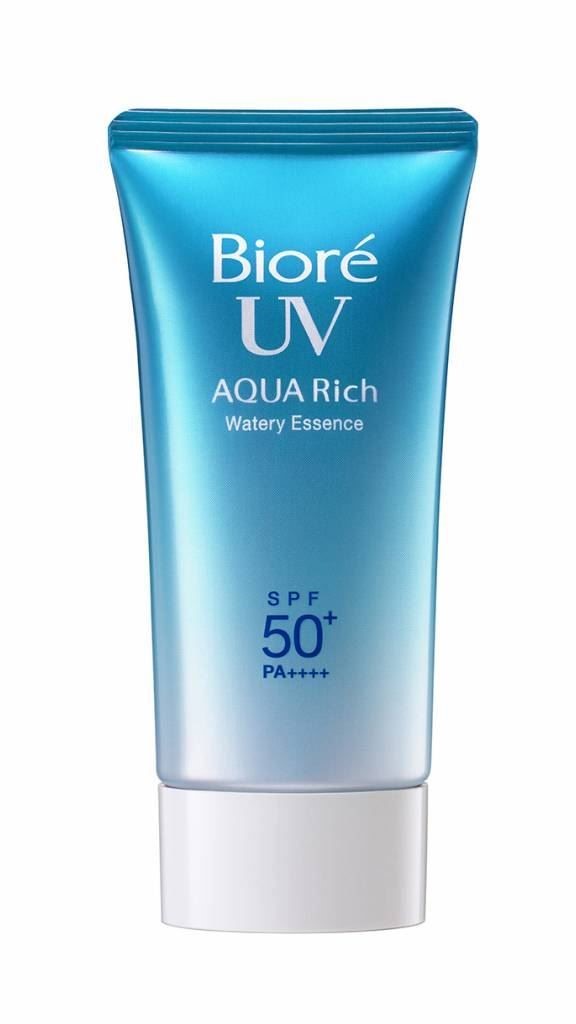 Bioré
UV
AQUA Rich
Watery Essence
SPF
50+
PA++++